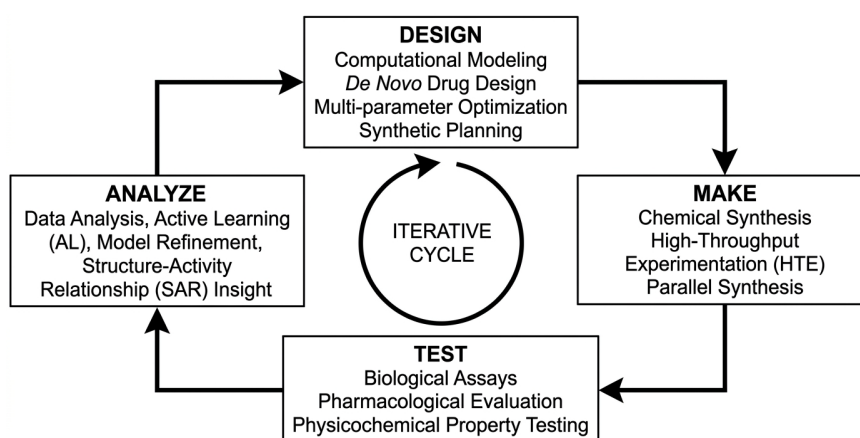 DESIGN
Computational Modeling
De Novo Drug Design
Multi-parameter Optimization
Synthetic Planning
ANALYZE
Data Analysis, Active Learning
(AL), Model Refinement,
Structure-Activity
Relationship (SAR) Insight
ITERATIVE
CYCLE
MAKE
Chemical Synthesis
High-Throughput
Experimentation (HTE)
Parallel Synthesis
TEST
Biological Assays
Pharmacological Evaluation
Physicochemical Property Testing